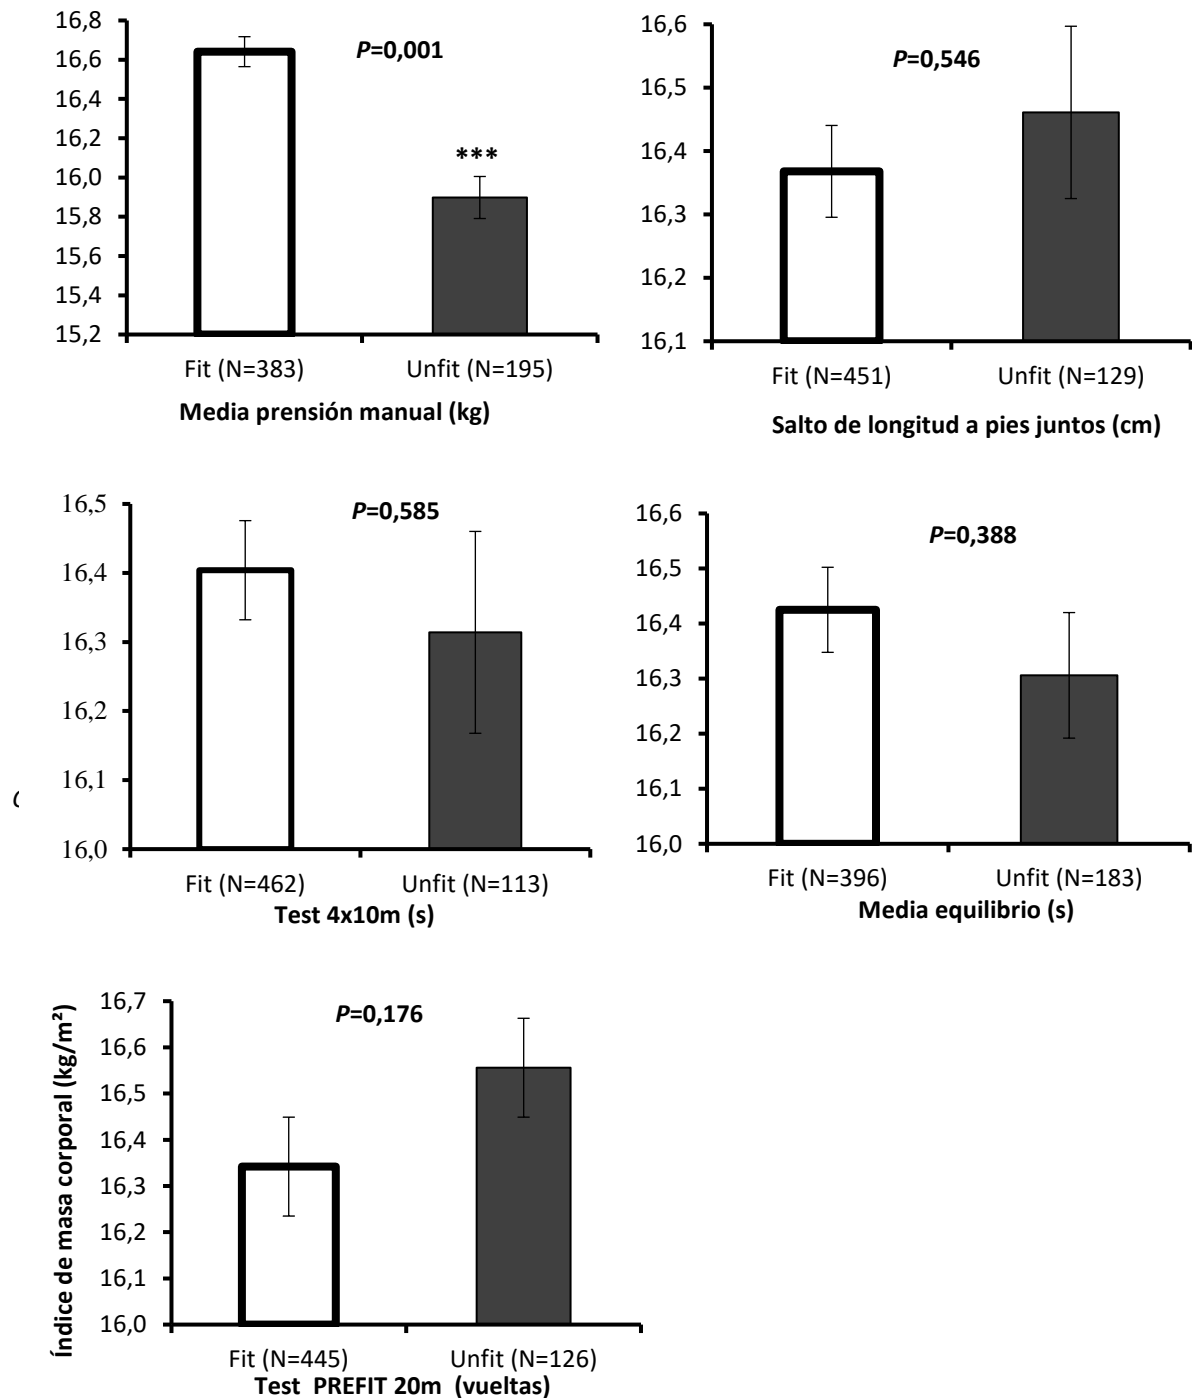 16,8
16,6
16,4
16,2
16,0
15,8
15,6
15,4
15,2
P=0,001
***
Fit (N=383) Unfit (N=195)
Media prensión manual (kg)
16,6
16,5
16,4
16,3
16,2
16,1
P=0,546
Fit (N=451) Unfit (N=129)
Salto de longitud a pies juntos (cm)
16,5
16,4
16,3
16,2
16,1
16,0
P=0,585
Fit (N=462) Unfit (N=113)
Test 4x10m (s)
16,6
16,5
16,4
16,3
16,2
16,1
16,0
P=0,388
Fit (N=396) Unfit (N=183)
Media equilibrio (s)
Índice de masa corporal (kg/m²)
16,7
16,6
16,5
16,4
16,3
16,2
16,1
16,0
P=0,176
Fit (N=445) Unfit (N=126)
Test PREFIT 20m (vueltas)